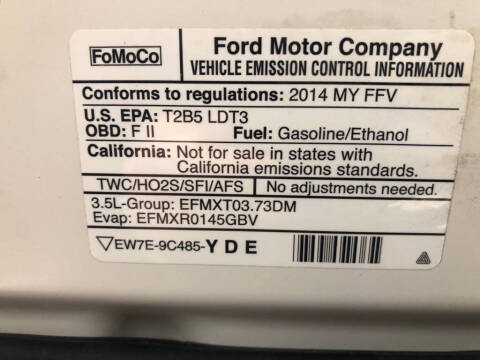 FoMoCo
Ford Motor Company
VEHICLE EMISSION CONTROL INFORMATION
Conforms to regulations: 2014 MY FFV
U.S. EPA: T2B5 LDT3
OBD: F II Fuel: Gasoline/Ethanol
California: Not for sale in states with
California emissions standards.
TWC/HO2S/SFI/AFS No adjustments needed.
3.5L-Group: EFMXT03.73DM
Evap: EFMXR0145GBV
EW7E-9C485-YDE